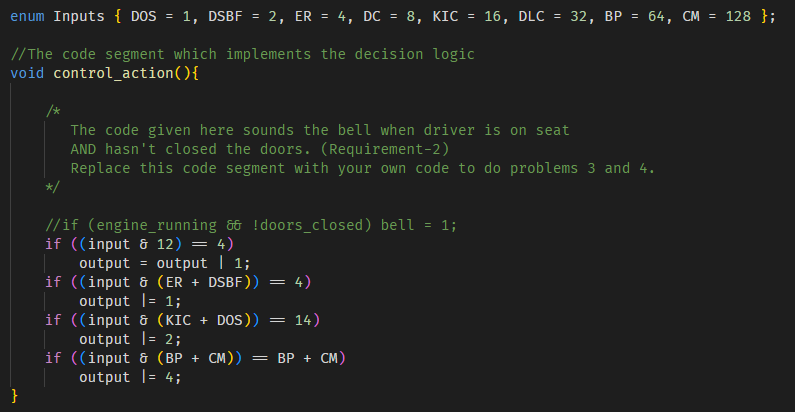 enum Inputs { DOS = 1, DSBF = 2, ER = 4, DC = 8, KIC = 16, DLC = 32, BP = 64, CM = 128 };
//The code segment which implements the decision logic
void control_action(){
/*
The code given here sounds the bell when driver is on seat
AND hasn't closed the doors. (Requirement-2)
Replace this code segment with your own code to do problems 3 and 4.
*/
//if (engine_running && !doors_closed) bell = 1;
if ((input & 12) == 4)
output = output | 1;
if ((input & (ER + DSBF)) == 4)
output |= 1;
if ((input & (KIC + DOS)) == 14)
output |= 2;
if ((input & (BP + CM)) == BP + CM)
output |= 4;
}